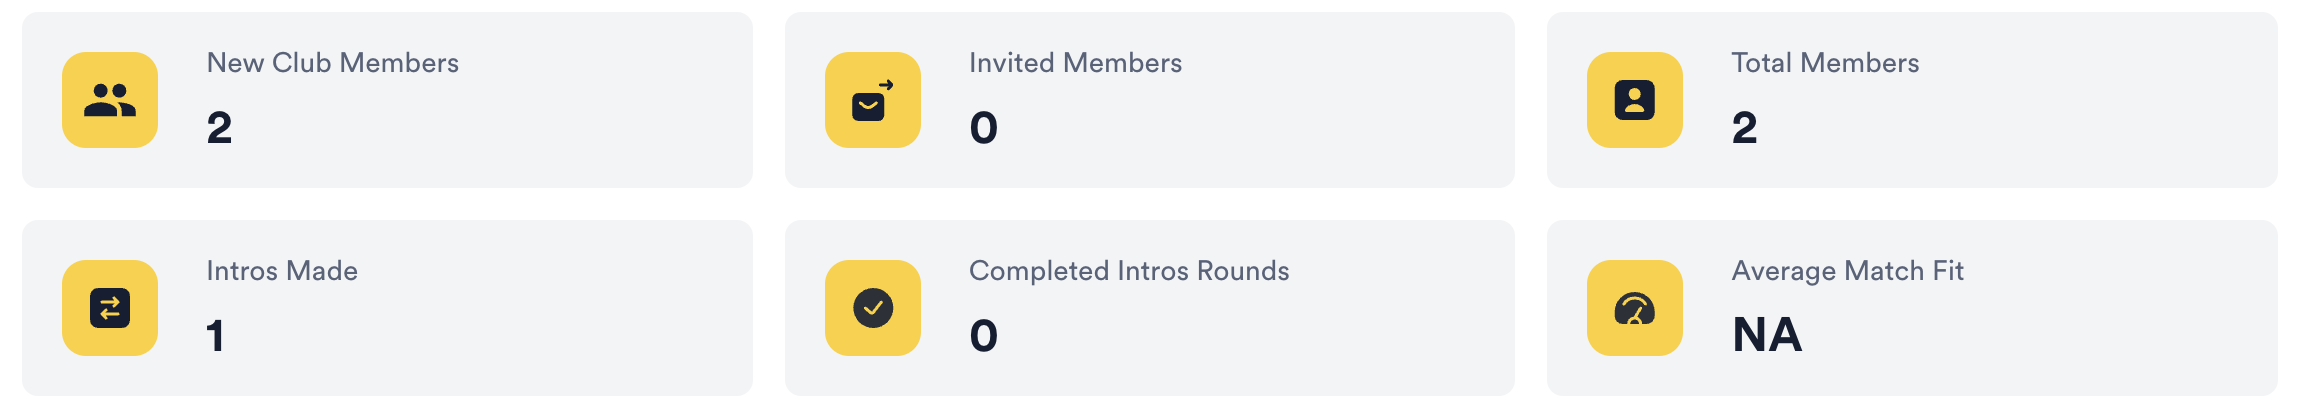 New Club Members
2
Invited Members
0
Total Members
2
Intros Made
1
Completed Intros Rounds
0
Average Match Fit
NA